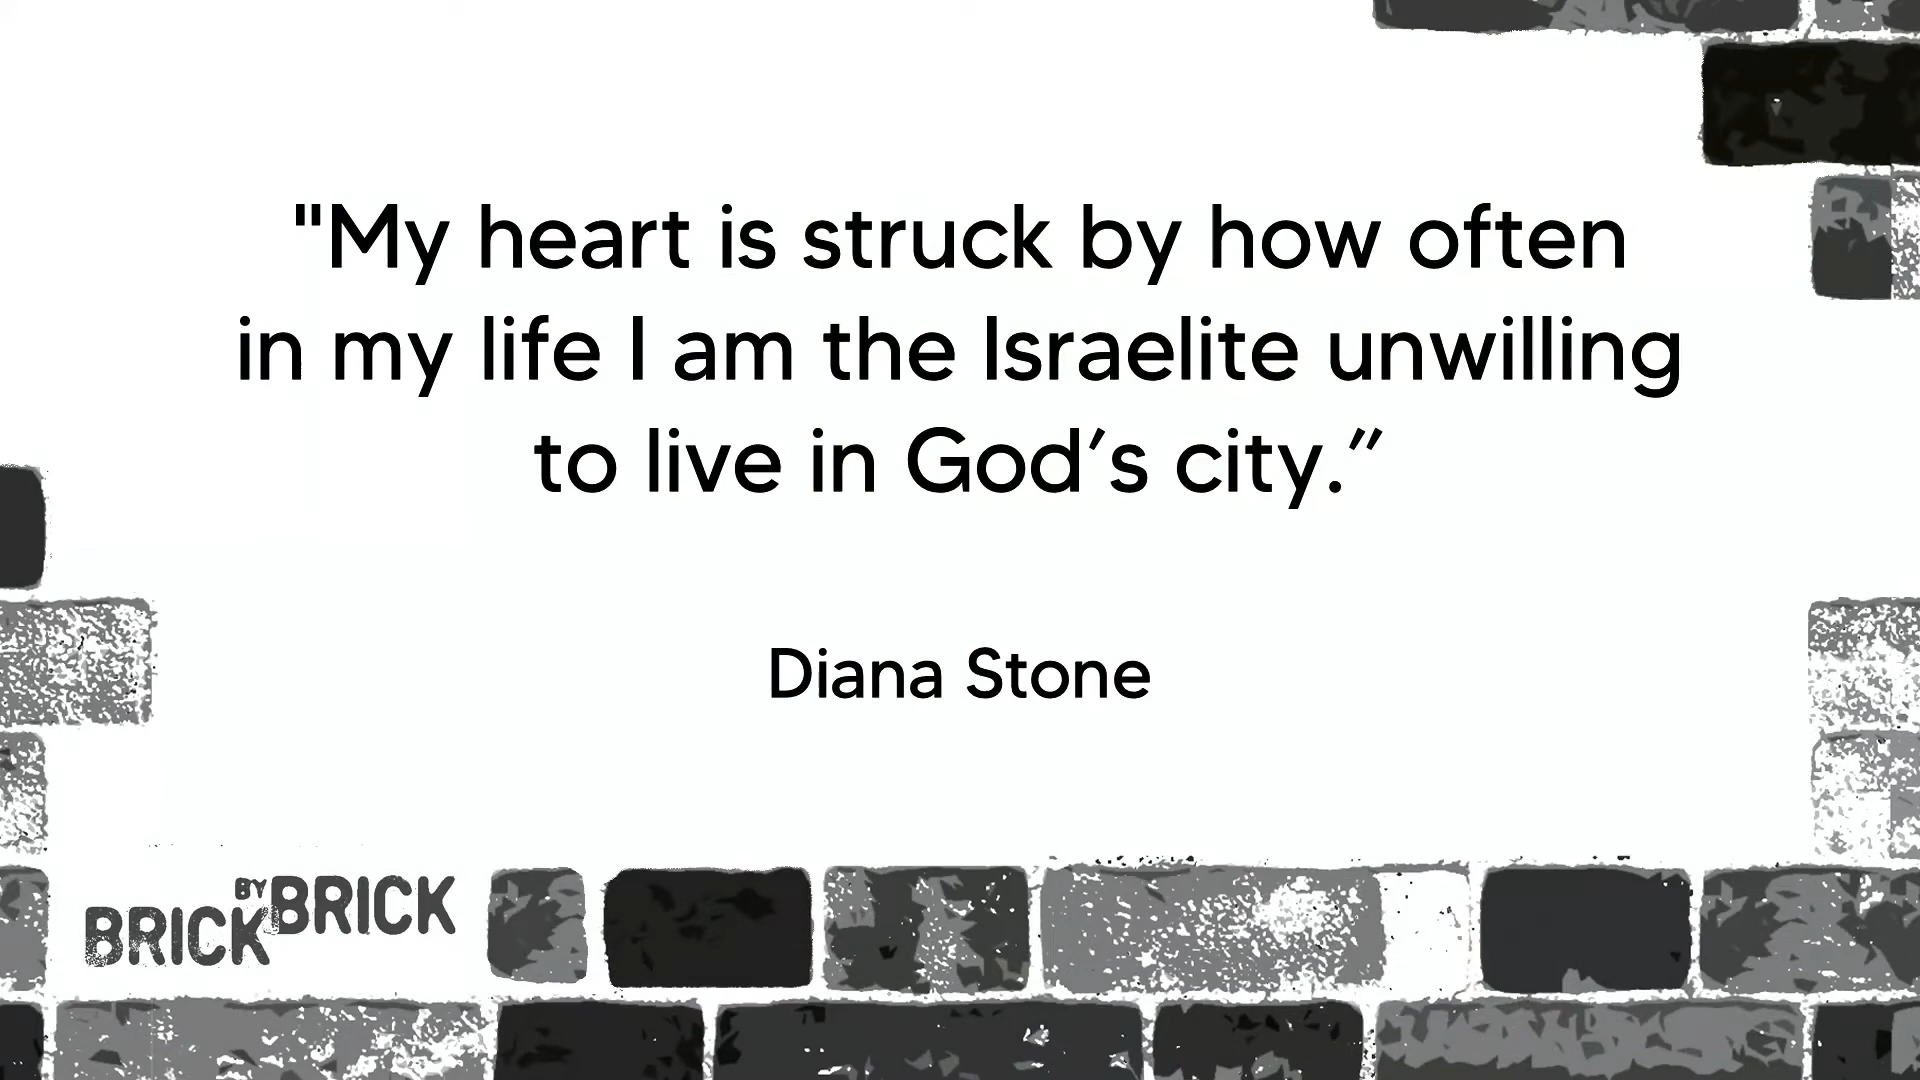 "My heart is struck by how often
in my life I am the Israelite unwilling
to live in God’s city.”
Diana Stone
BRICK BY BRICK